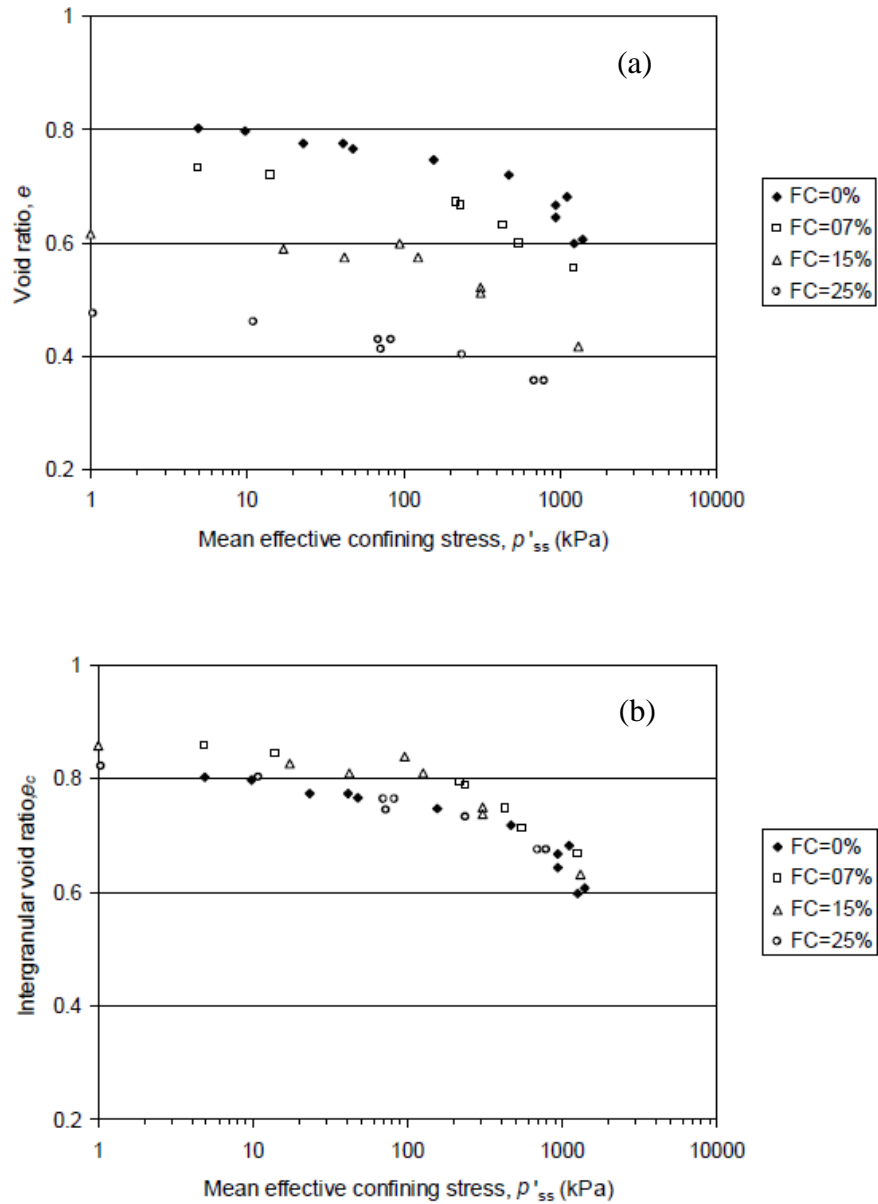 (a)
1
0.8
0.6
0.4
0.2
Void ratio, e
1 10 100 1000 10000
Mean effective confining stress, p'ss (kPa)
FC=0%
FC=07%
FC=15%
FC=25%
(b)
1
0.8
0.6
0.4
0.2
Intergranular void ratio,ec
1 10 100 1000 10000
Mean effective confining stress, p'ss (kPa)
FC=0%
FC=07%
FC=15%
FC=25%